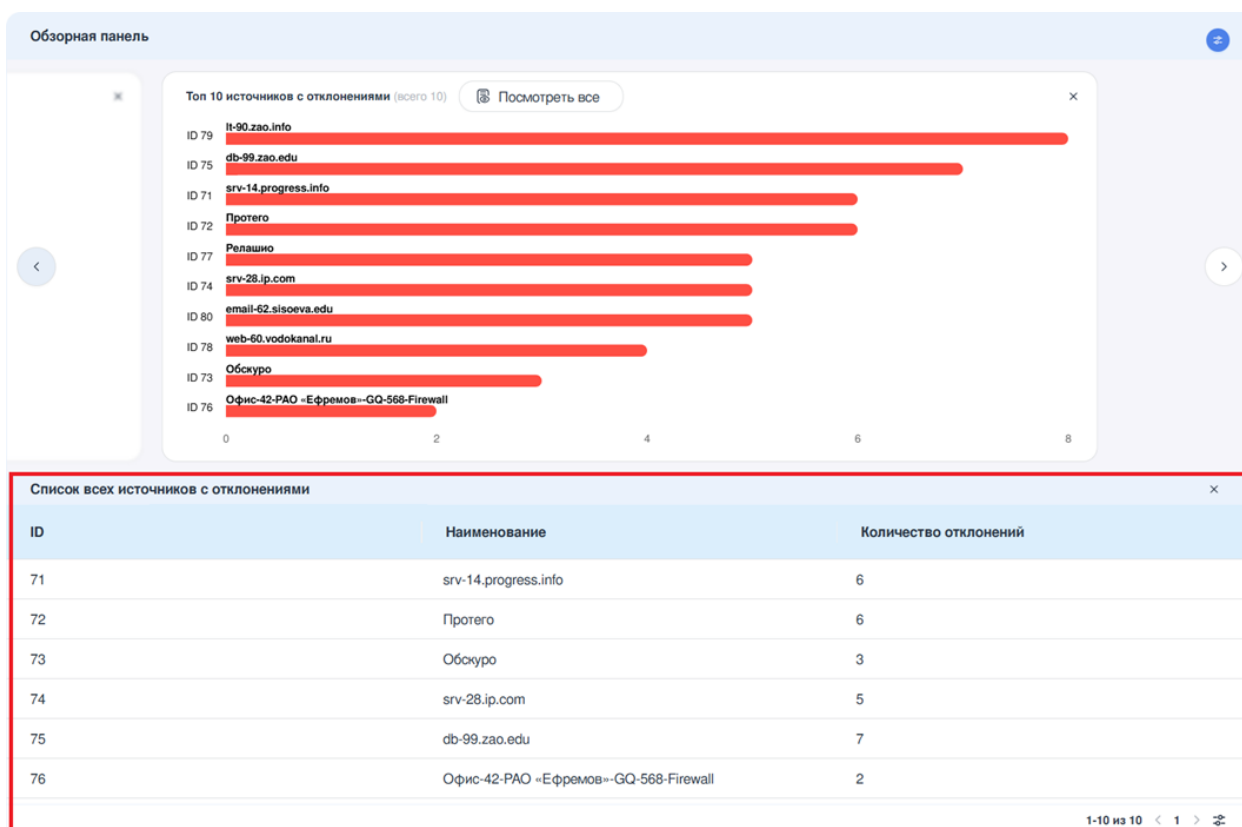 Обзорная панель
Топ 10 источников с отклонениями (всего 10) Посмотреть все
ID 79 lt-90.zao.info
ID 75 db-99.zao.edu
ID 71 srv-14.progress.info
ID 72 Протего
ID 77 Релашио
ID 74 srv-28.ip.com
ID 80 email-62.sisoeva.edu
ID 78 web-60.vodokanal.ru
ID 73 Обскуро
ID 76 Офис-42-РАО «Ефремов»-GQ-568-Firewall
0 2 4 6 8
Список всех источников с отклонениями
ID Наименование Количество отклонений
71 srv-14.progress.info 6
72 Протего 6
73 Обскуро 3
74 srv-28.ip.com 5
75 db-99.zao.edu 7
76 Офис-42-РАО «Ефремов»-GQ-568-Firewall 2
1-10 из 10 1